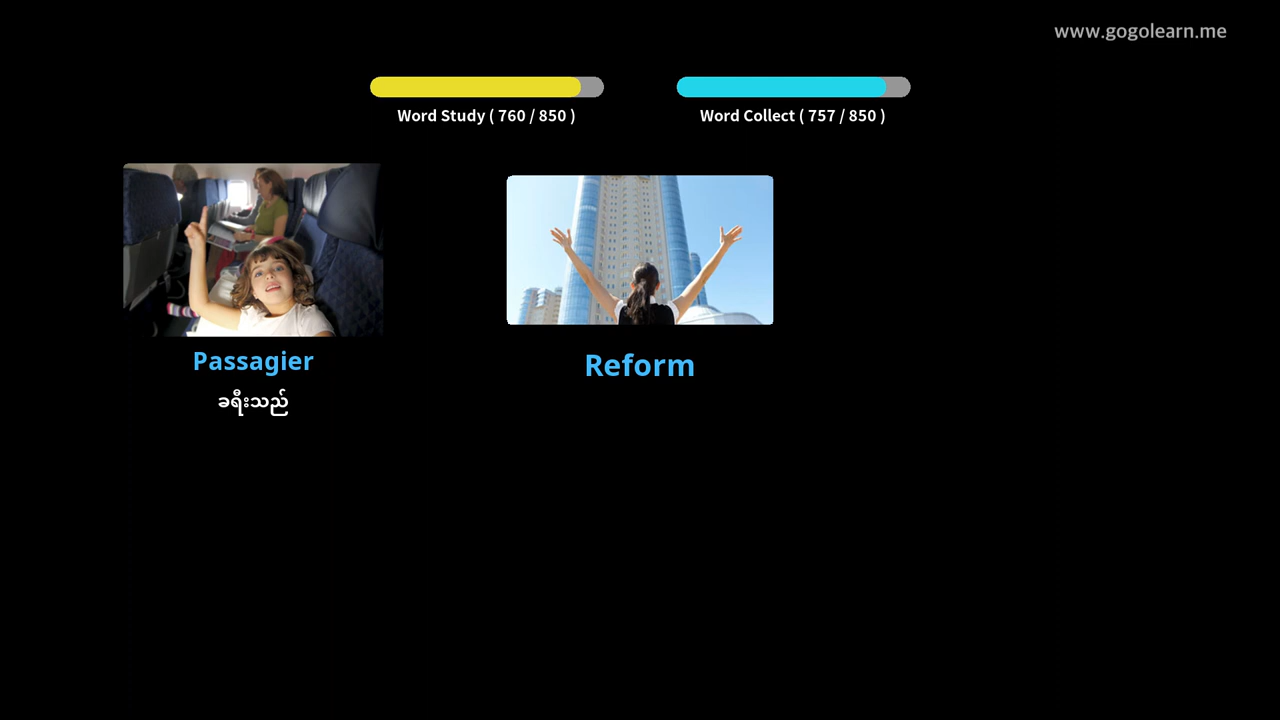 www.gogolearn.me
Word Study ( 760 / 850 )
Word Collect ( 757 / 850 )
Passagier
ခရီးသည်
Reform